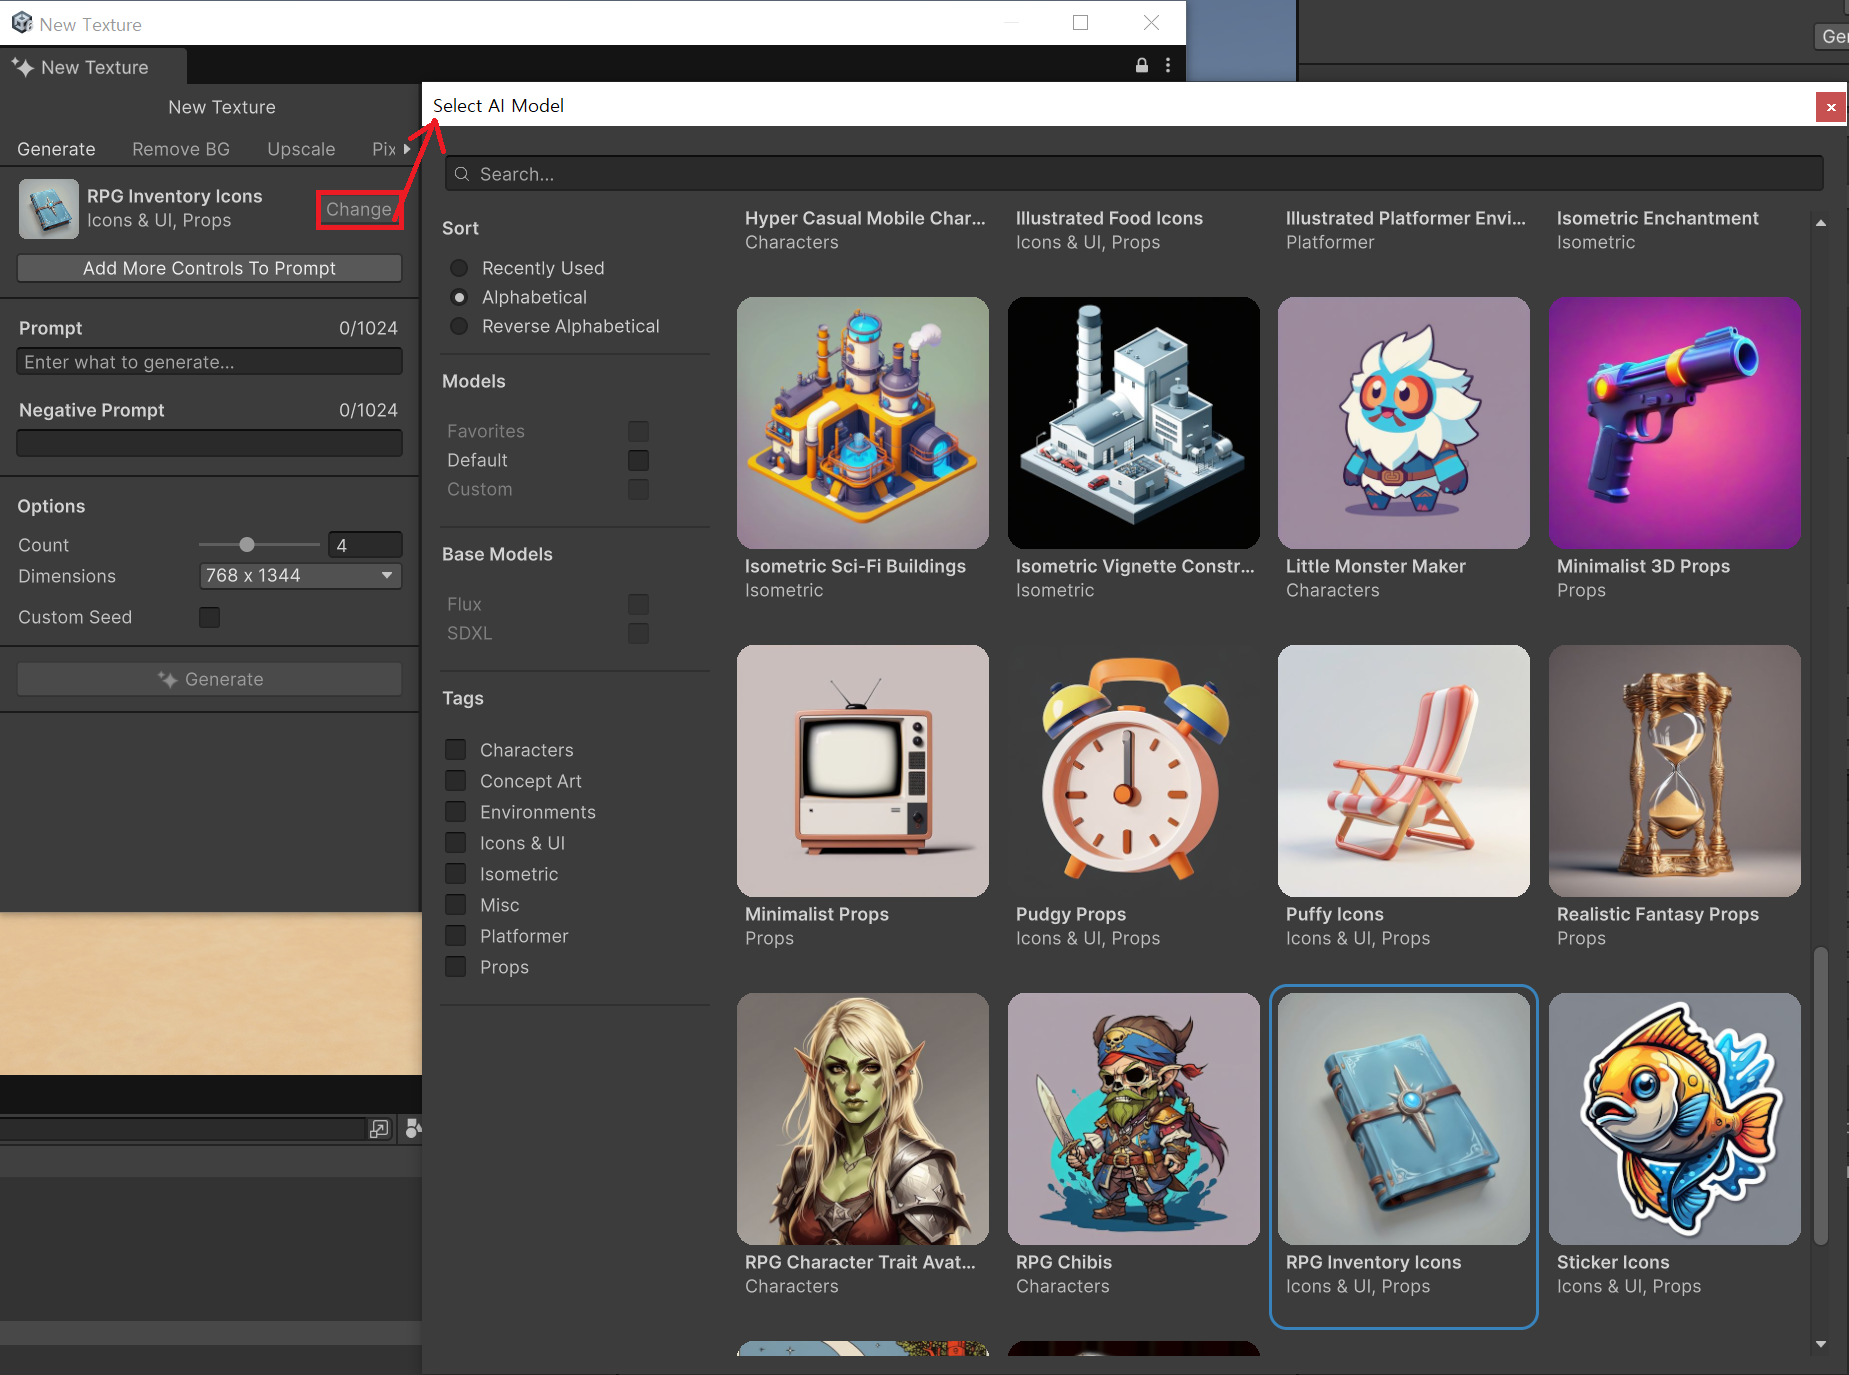 New Texture
Ger
New Texture
New Texture
Generate
Remove BG
Upscale
Pix
RPG Inventory Icons
Icons & UI, Props
Change
Add More Controls To Prompt
Prompt
0/1024
Enter what to generate...
Negative Prompt
0/1024
Options
Count
4
Dimensions
768 x 1344
Custom Seed
Generate
Select AI Model
Search...
Sort
Recently Used
Alphabetical
Reverse Alphabetical
Models
Favorites
Default
Custom
Base Models
Flux
SDXL
Tags
Characters
Concept Art
Environments
Icons & UI
Isometric
Misc
Platformer
Props
Hyper Casual Mobile Char...
Characters
Illustrated Food Icons
Icons & UI, Props
Illustrated Platformer Envi...
Platformer
Isometric Enchantment
Isometric
Isometric Sci-Fi Buildings
Isometric
Isometric Vignette Constr...
Isometric
Little Monster Maker
Characters
Minimalist 3D Props
Props
Minimalist Props
Props
Pudgy Props
Icons & UI, Props
Puffy Icons
Icons & UI, Props
Realistic Fantasy Props
Props
RPG Character Trait Avat...
Characters
RPG Chibis
Characters
RPG Inventory Icons
Icons & UI, Props
Sticker Icons
Icons & UI, Props